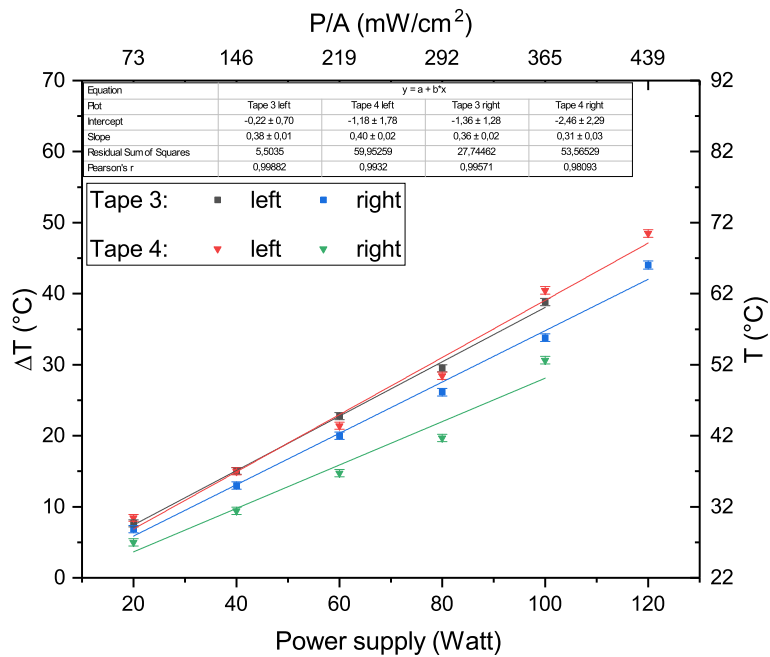 P/A (mW/cm²)
73 146 219 292 365 439
70 92
Equation y = a + b*x
Plot Tape 3 left Tape 4 left Tape 3 right Tape 4 right
Intercept -0,22 ± 0,70 -1,18 ± 1,78 -1,36 ± 1,28 -2,46 ± 2,29
Slope 0,38 ± 0,01 0,40 ± 0,02 0,36 ± 0,02 0,31 ± 0,03
Residual Sum of Squares 5,5035 59,95259 27,74462 53,56529
Pearson's r 0,99882 0,9932 0,99571 0,98093
60 82
Tape 3: left right
50 72
Tape 4: left right
40 62
ΔT (°C)
T (°C)
30 52
20 42
10 32
0 22
20 40 60 80 100 120
Power supply (Watt)